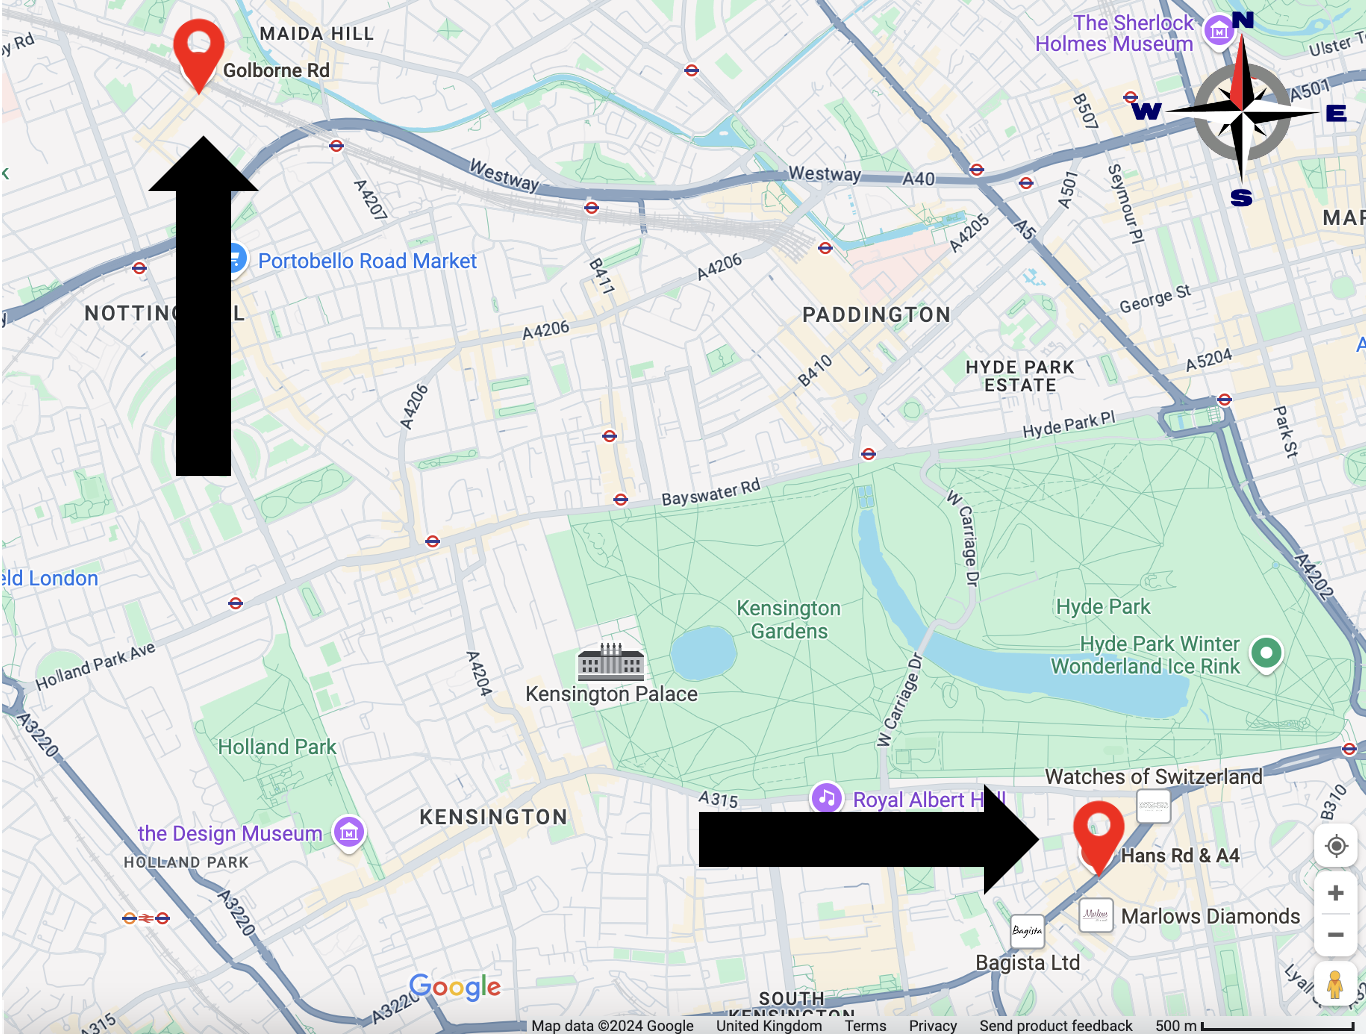 The Sherlock
Holmes Museum
N
W
E
S
MAIDA HILL
Golborne Rd
Ulster
A501
B507
Westway
Westway
A40
A4207
A501
Seymour Pl
A4205
A5
Portobello Road Market
B411
A4206
PADDINGTON
George St
A4206
A5204
HYDE PARK
ESTATE
B410
A4206
Hyde Park Pl
Park St
Bayswater Rd
W Carriage Dr
A4202
eld London
Kensington
Gardens
Hyde Park
Hyde Park Winter
Wonderland Ice Rink
Holland Park Ave
A4204
Kensington Palace
W Carriage Dr
A3220
Holland Park
Watches of Switzerland
A315
Royal Albert H ll
B310
KENSINGTON
the Design Museum
HOLLAND PARK
Hans Rd & A4
A3220
Marlows
Marlows Diamonds
Bagista
Bagista Ltd
Google
A3220
SOUTH
KENSINGTON
Lyall
A315
Map data ©2024 Google United Kingdom Terms Privacy Send product feedback 500 m